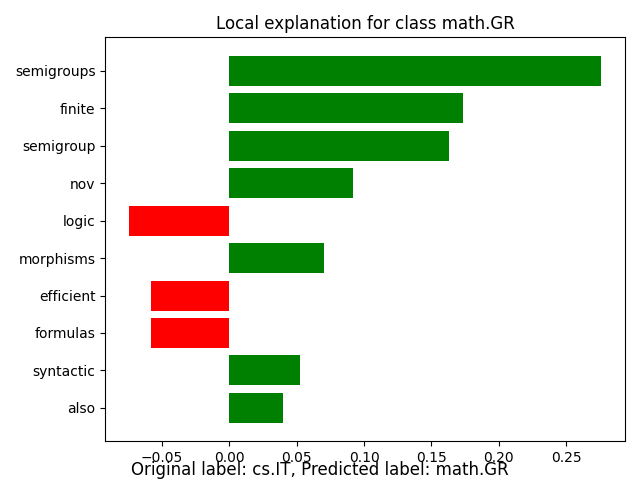 Local explanation for class math.GR
semigroups
finite
semigroup
nov
logic
morphisms
efficient
formulas
syntactic
also
−0.05 0.00 0.05 0.10 0.15 0.20 0.25
Original label: cs.IT, Predicted label: math.GR